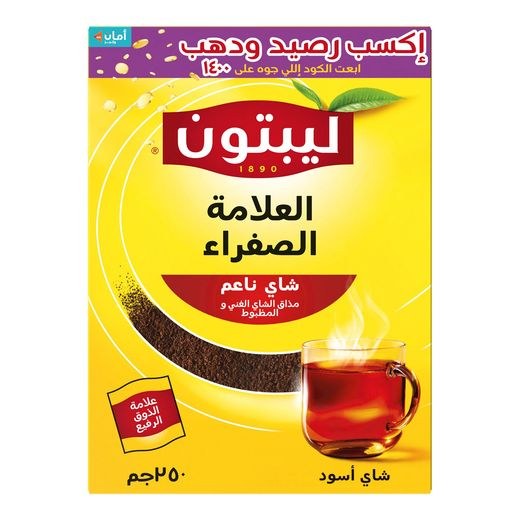 أمان
إكسب رصيد ودهب
ابعت الكود إللي جوه على ١٤٠٠
ليبتون
®
1890
العلامة
الصفراء
شاي ناعم
مذاق الشاي الغني و
المظبوط
علامة
الذوق
الرفيع
٢٥٠جم
شاي أسود